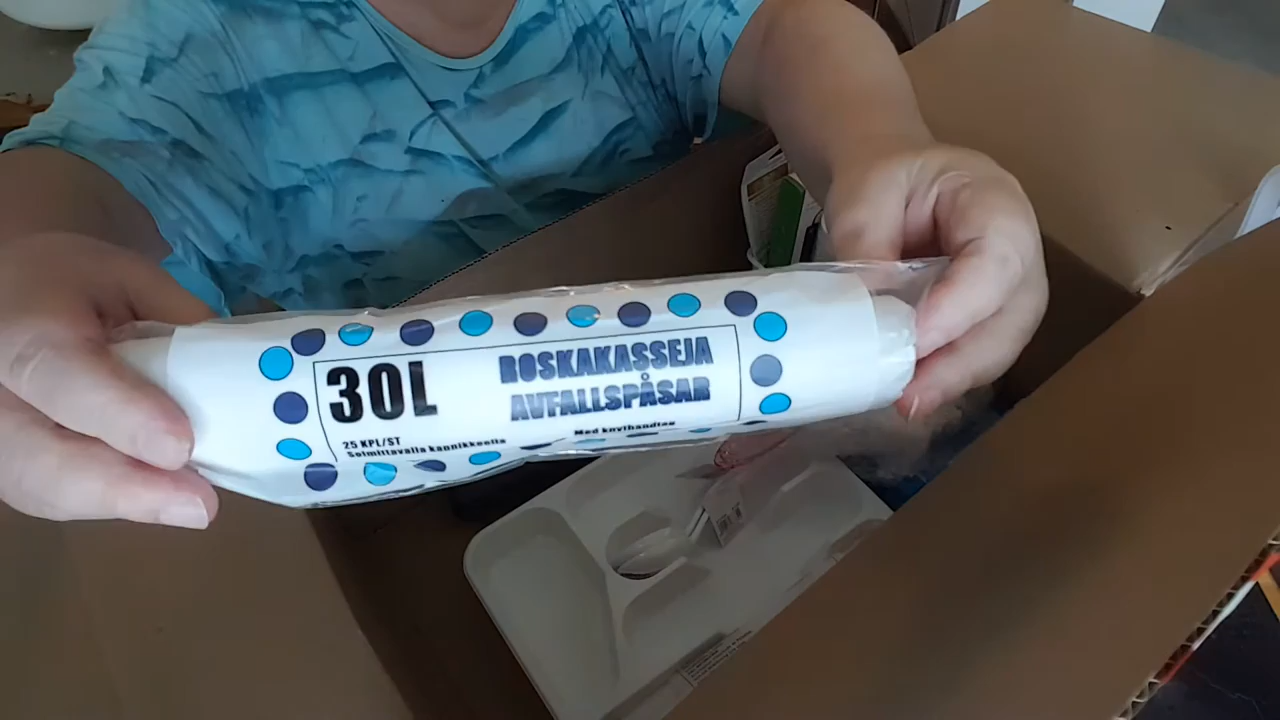 30L
ROSKAKASSEJA
AVFALLSPÅSAR
25 KPL/ST
Solmittavalla kannikkeella
Med knythandtag